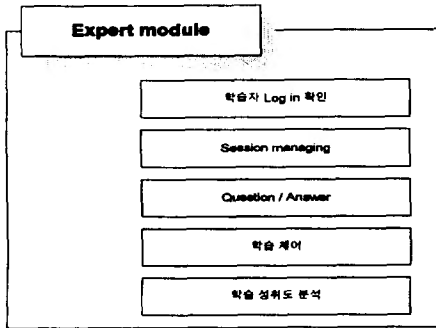 Expert module
학습자 Log in 확인
Session managing
Question / Answer
학습 제어
학습 성취도 분석